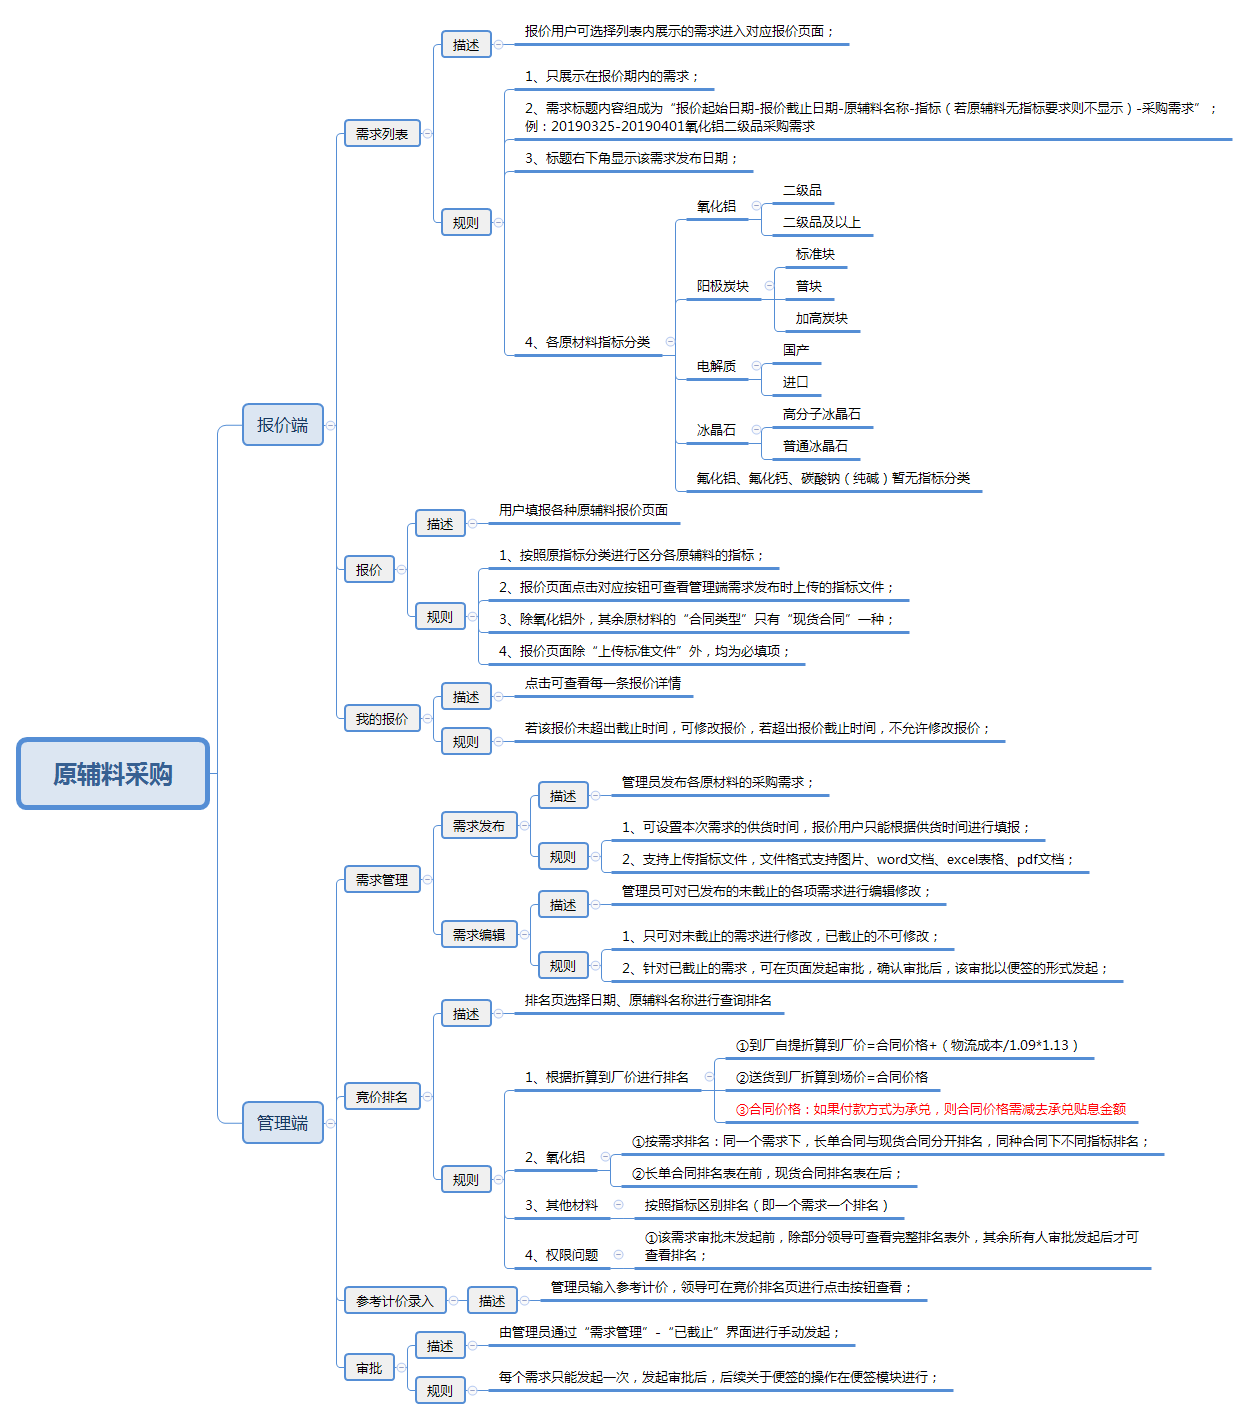 原辅料采购
报价端
需求列表
描述
报价用户可选择列表内展示的需求进入对应报价页面；
规则
1、只展示在报价期内的需求；
2、需求标题内容组成为“报价起始日期-报价截止日期-原辅料名称-指标（若原辅料无指标要求则不显示）-采购需求”；
例：20190325-20190401氧化铝二级品采购需求
3、标题右下角显示该需求发布日期；
4、各原材料指标分类
氧化铝
二级品
二级品及以上
阳极炭块
标准块
普块
加高炭块
电解质
国产
进口
冰晶石
高分子冰晶石
普通冰晶石
氟化铝、氟化钙、碳酸钠（纯碱）暂无指标分类
报价
描述
用户填报各种原辅料报价页面
规则
1、按照原指标分类进行区分各原辅料的指标；
2、报价页面点击对应按钮可查看管理端需求发布时上传的指标文件；
3、除氧化铝外，其余原材料的“合同类型”只有“现货合同”一种；
4、报价页面除“上传标准文件”外，均为必填项；
我的报价
描述
点击可查看每一条报价详情
规则
若该报价未超出截止时间，可修改报价，若超出报价截止时间，不允许修改报价；
管理端
需求管理
需求发布
描述
管理员发布各原材料的采购需求；
规则
1、可设置本次需求的供货时间，报价用户只能根据供货时间进行填报；
2、支持上传指标文件，文件格式支持图片、word文档、excel表格、pdf文档；
需求编辑
描述
管理员可对已发布的未截止的各项需求进行编辑修改；
规则
1、只可对未截止的需求进行修改，已截止的不可修改；
2、针对已截止的需求，可在页面发起审批，确认审批后，该审批以便签的形式发起；
竞价排名
描述
排名页选择日期、原辅料名称进行查询排名
规则
1、根据折算到厂价进行排名
①到厂自提折算到厂价=合同价格+（物流成本/1.09*1.13）
②送货到厂折算到场价=合同价格
③合同价格：如果付款方式为承兑，则合同价格需减去承兑贴息金额
2、氧化铝
①按需求排名：同一个需求下，长单合同与现货合同分开排名，同种合同下不同指标排名；
②长单合同排名表在前，现货合同排名表在后；
3、其他材料
按照指标区别排名（即一个需求一个排名）
4、权限问题
①该需求审批未发起前，除部分领导可查看完整排名表外，其余所有人审批发起后才可
查看排名；
参考计价录入
描述
管理员输入参考计价，领导可在竞价排名页进行点击按钮查看；
审批
描述
由管理员通过“需求管理”-“已截止”界面进行手动发起；
规则
每个需求只能发起一次，发起审批后，后续关于便签的操作在便签模块进行；